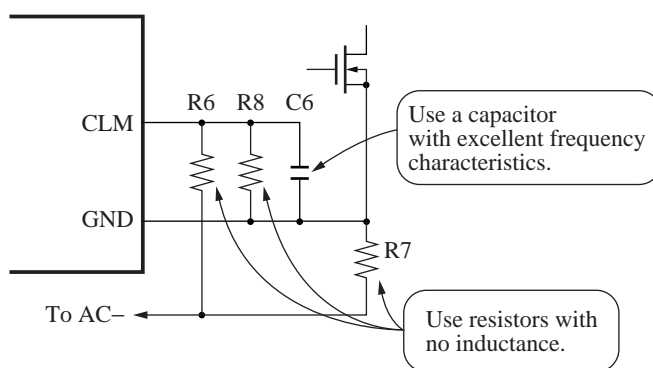 R6 R8 C6
CLM
Use a capacitor
with excellent frequency
characteristics.
GND
R7
To AC–
Use resistors with
no inductance.